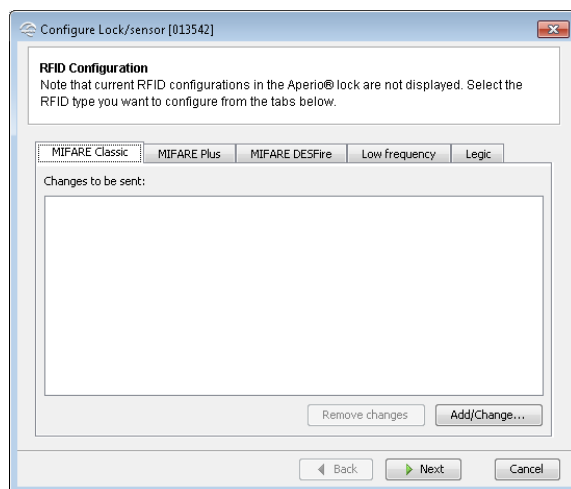 Configure Lock/sensor [013542]
RFID Configuration
Note that current RFID configurations in the Aperio® lock are not displayed. Select the
RFID type you want to configure from the tabs below.
MIFARE Classic MIFARE Plus MIFARE DESFire Low frequency Legic
Changes to be sent:
Remove changes Add/Change...
Back Next Cancel